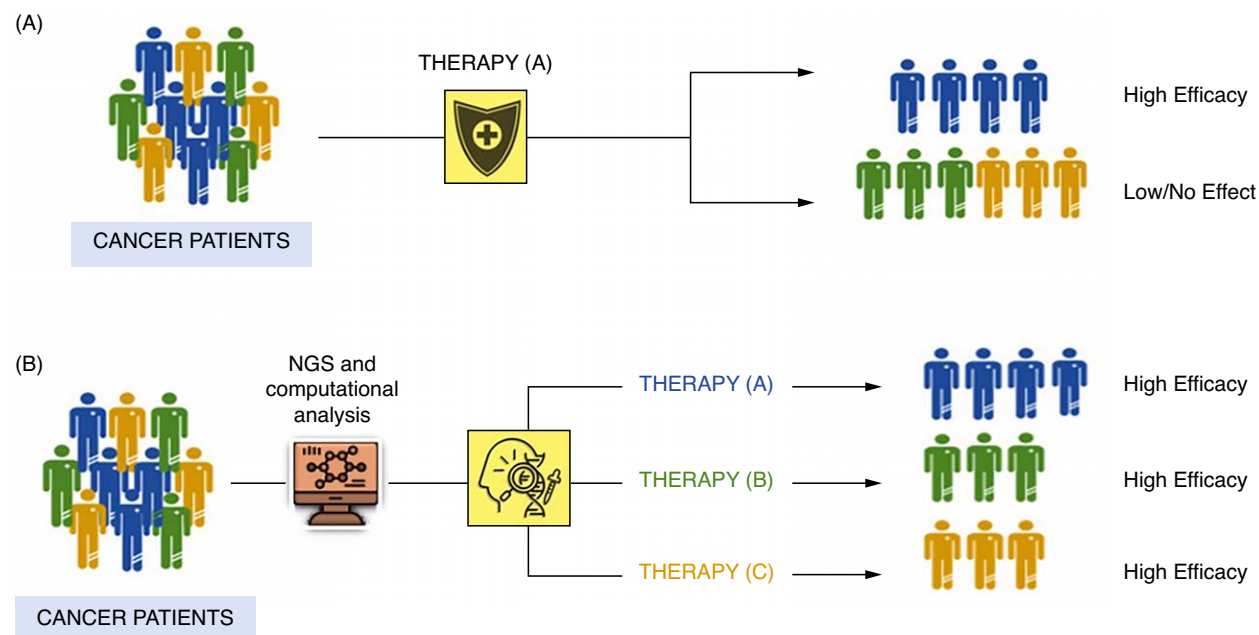 (A)
THERAPY (A)
High Efficacy
Low/No Effect
CANCER PATIENTS
(B)
NGS and
computational
analysis
THERAPY (A)
High Efficacy
THERAPY (B)
High Efficacy
THERAPY (C)
High Efficacy
CANCER PATIENTS